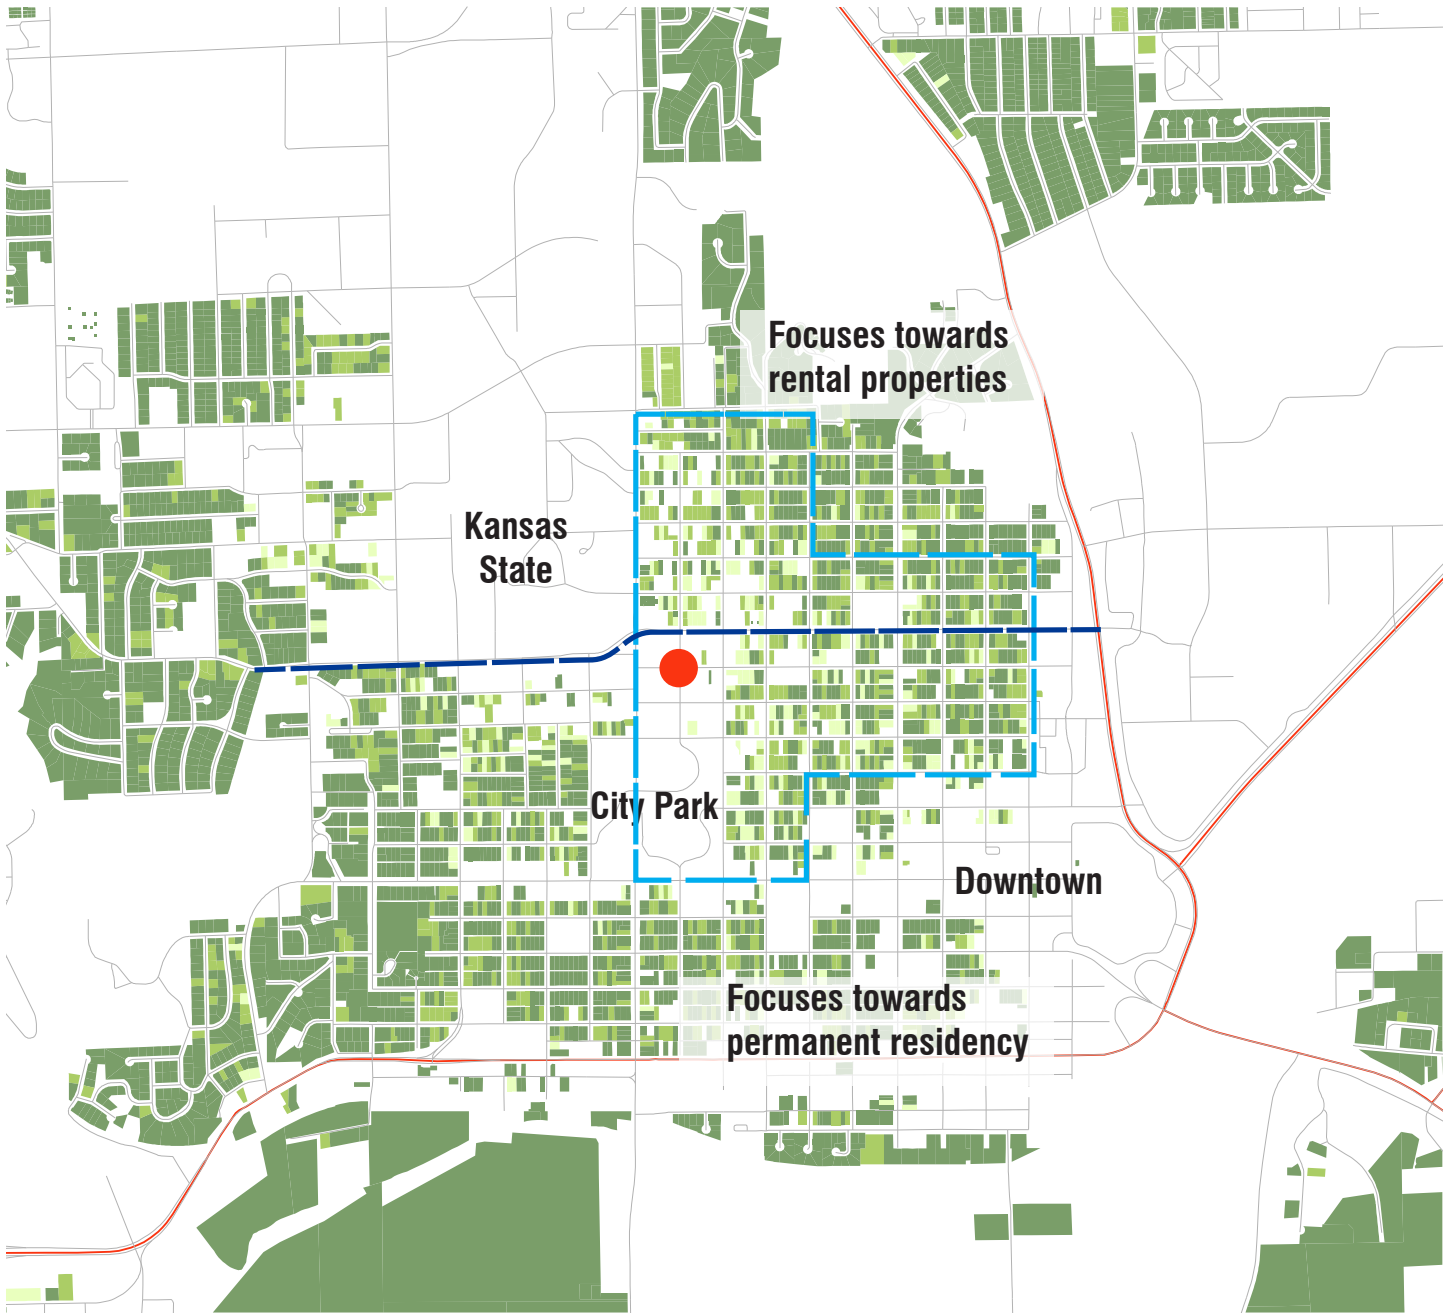 Focuses towards
rental properties
Kansas
State
City Park
Downtown
Focuses towards
permanent residency